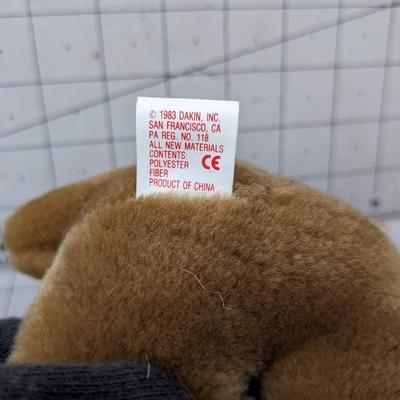 © 1983 DAKIN, INC.
SAN FRANCISCO, CA
PA REG. NO. 118
ALL NEW MATERIALS
CONTENTS:
POLYESTER CE
FIBER
PRODUCT OF CHINA